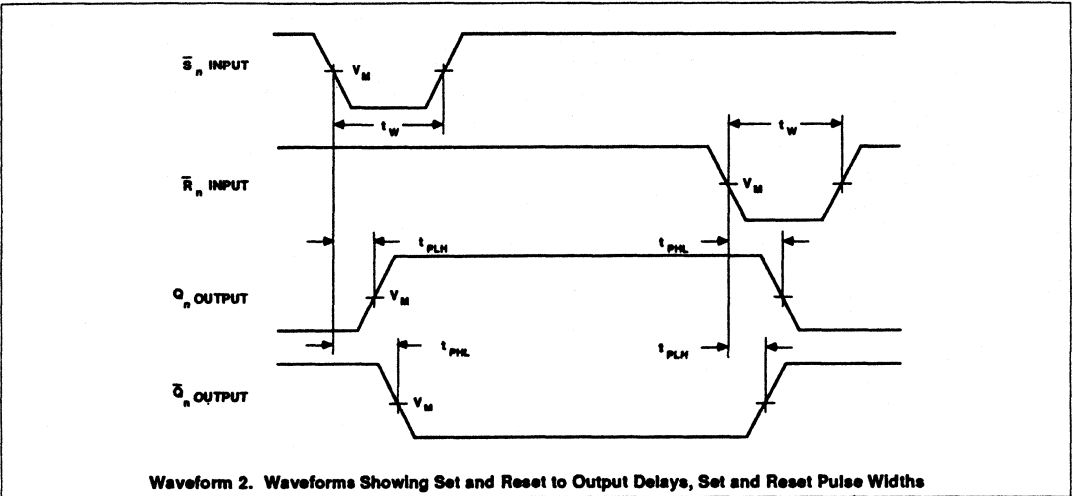 S̅n INPUT
VM
tW
tW
R̅n INPUT
VM
tPLH
tPHL
Qn OUTPUT
VM
tPHL
tPLH
Q̅n OUTPUT
VM
Waveform 2. Waveforms Showing Set and Reset to Output Delays, Set and Reset Pulse Widths